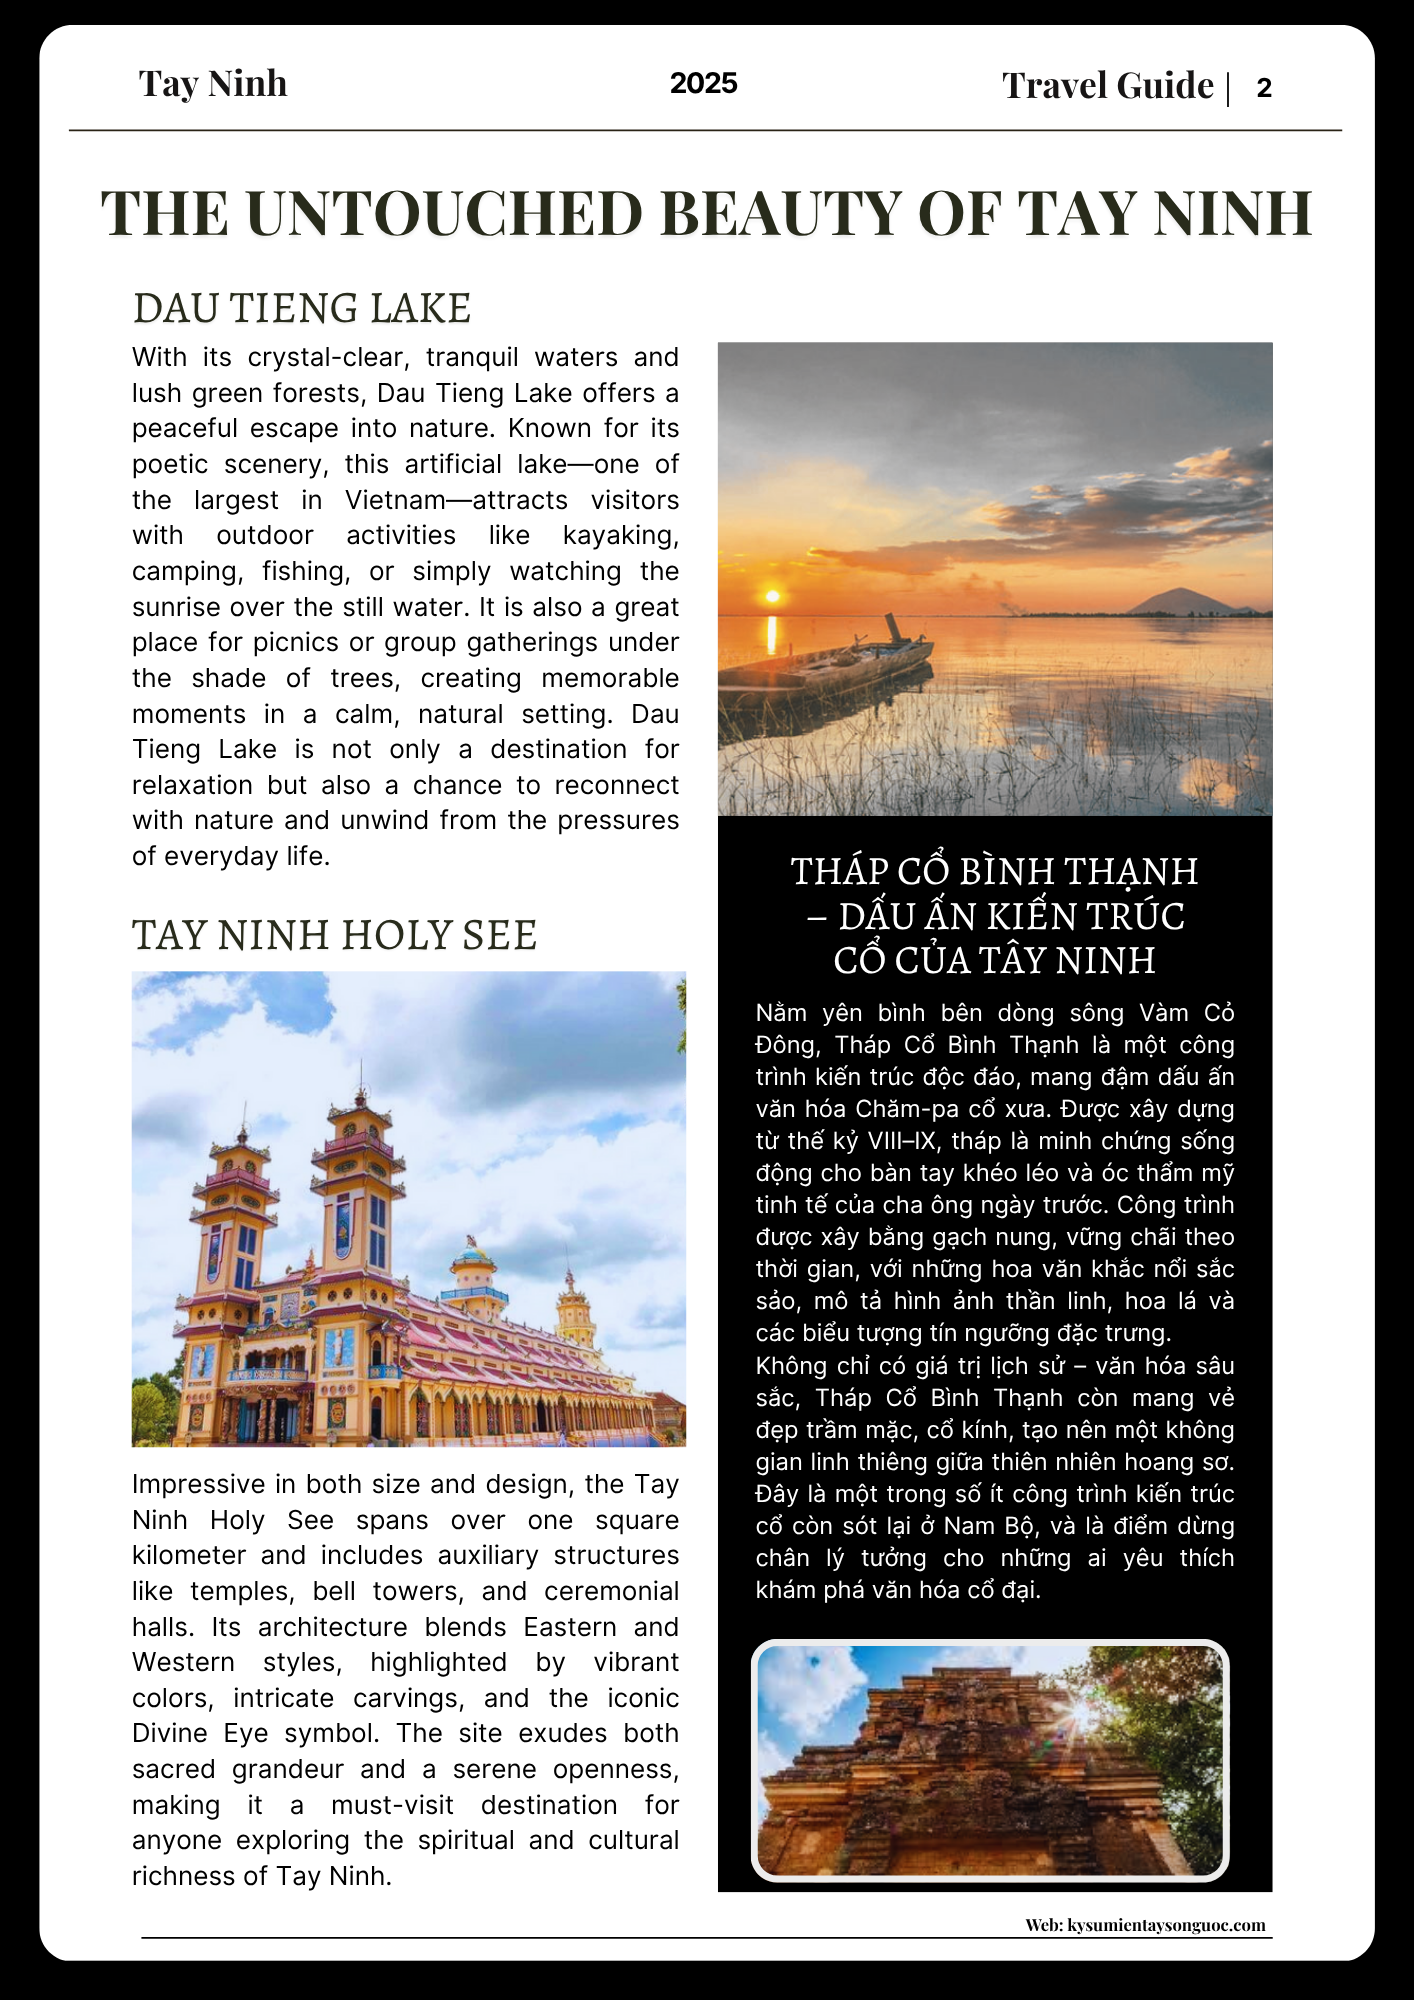 Tay Ninh
2025
Travel Guide | 2
THE UNTOUCHED BEAUTY OF TAY NINH
DAU TIENG LAKE
With its crystal-clear, tranquil waters and
lush green forests, Dau Tieng Lake offers a
peaceful escape into nature. Known for its
poetic scenery, this artificial lake—one of
the largest in Vietnam—attracts visitors
with outdoor activities like kayaking,
camping, fishing, or simply watching the
sunrise over the still water. It is also a great
place for picnics or group gatherings under
the shade of trees, creating memorable
moments in a calm, natural setting. Dau
Tieng Lake is not only a destination for
relaxation but also a chance to reconnect
with nature and unwind from the pressures
of everyday life.
TAY NINH HOLY SEE
Impressive in both size and design, the Tay
Ninh Holy See spans over one square
kilometer and includes auxiliary structures
like temples, bell towers, and ceremonial
halls. Its architecture blends Eastern and
Western styles, highlighted by vibrant
colors, intricate carvings, and the iconic
Divine Eye symbol. The site exudes both
sacred grandeur and a serene openness,
making it a must-visit destination for
anyone exploring the spiritual and cultural
richness of Tay Ninh.
THÁP CỔ BÌNH THẠNH
– DẤU ẤN KIẾN TRÚC
CỔ CỦA TÂY NINH
Nằm yên bình bên dòng sông Vàm Cỏ
Đông, Tháp Cổ Bình Thạnh là một công
trình kiến trúc độc đáo, mang đậm dấu ấn
văn hóa Chăm-pa cổ xưa. Được xây dựng
từ thế kỷ VIII–IX, tháp là minh chứng sống
động cho bàn tay khéo léo và óc thẩm mỹ
tinh tế của cha ông ngày trước. Công trình
được xây bằng gạch nung, vững chãi theo
thời gian, với những hoa văn khắc nổi sắc
sảo, mô tả hình ảnh thần linh, hoa lá và
các biểu tượng tín ngưỡng đặc trưng.
Không chỉ có giá trị lịch sử – văn hóa sâu
sắc, Tháp Cổ Bình Thạnh còn mang vẻ
đẹp trầm mặc, cổ kính, tạo nên một không
gian linh thiêng giữa thiên nhiên hoang sơ.
Đây là một trong số ít công trình kiến trúc
cổ còn sót lại ở Nam Bộ, và là điểm dừng
chân lý tưởng cho những ai yêu thích
khám phá văn hóa cổ đại.
Web: kysumientaysonguoc.com